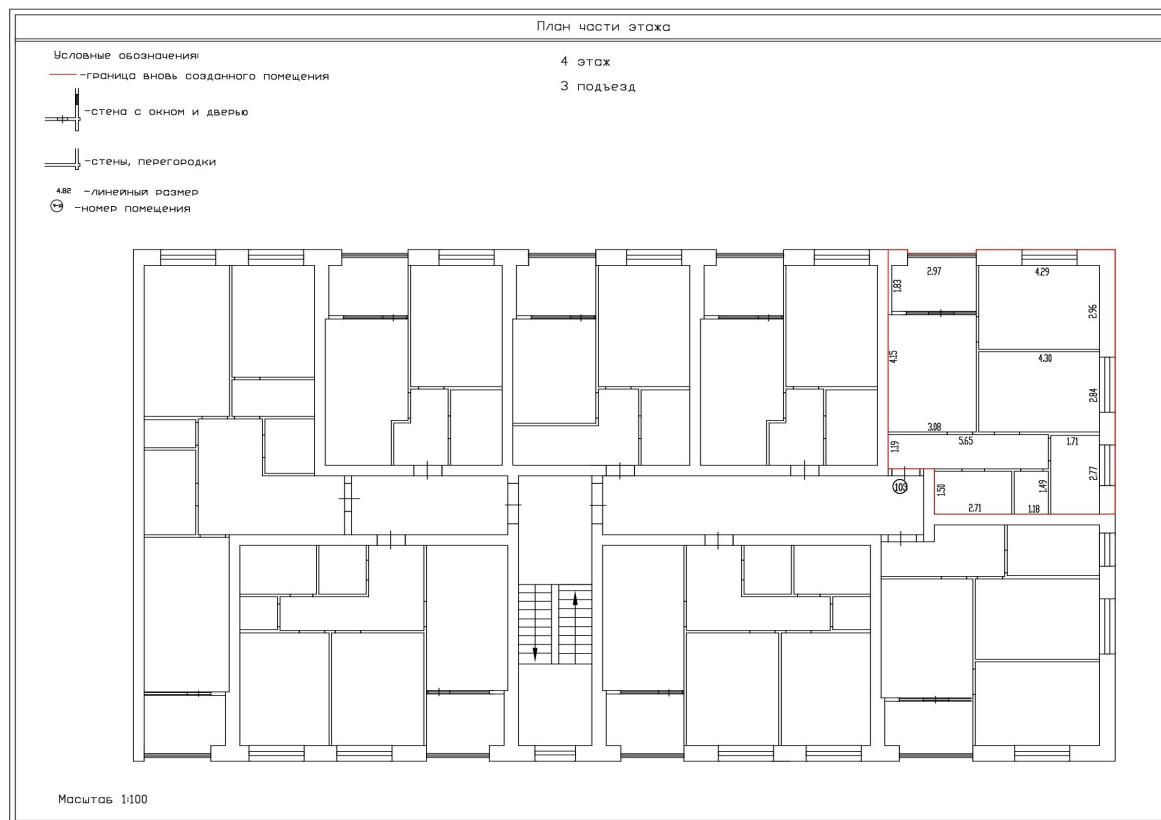 План части этажа
Условные обозначения:
-граница вновь созданного помещения
-стена с окном и дверью
-стены, перегородки
4.82 -линейный размер
-номер помещения
4 этаж
3 подъезд
2.97
4.29
1.83
2.96
4.15
4.30
2.84
3.08
1.19
5.65
1.71
2.77
103
1.50
1.49
2.71
1.18
Масштаб 1:100